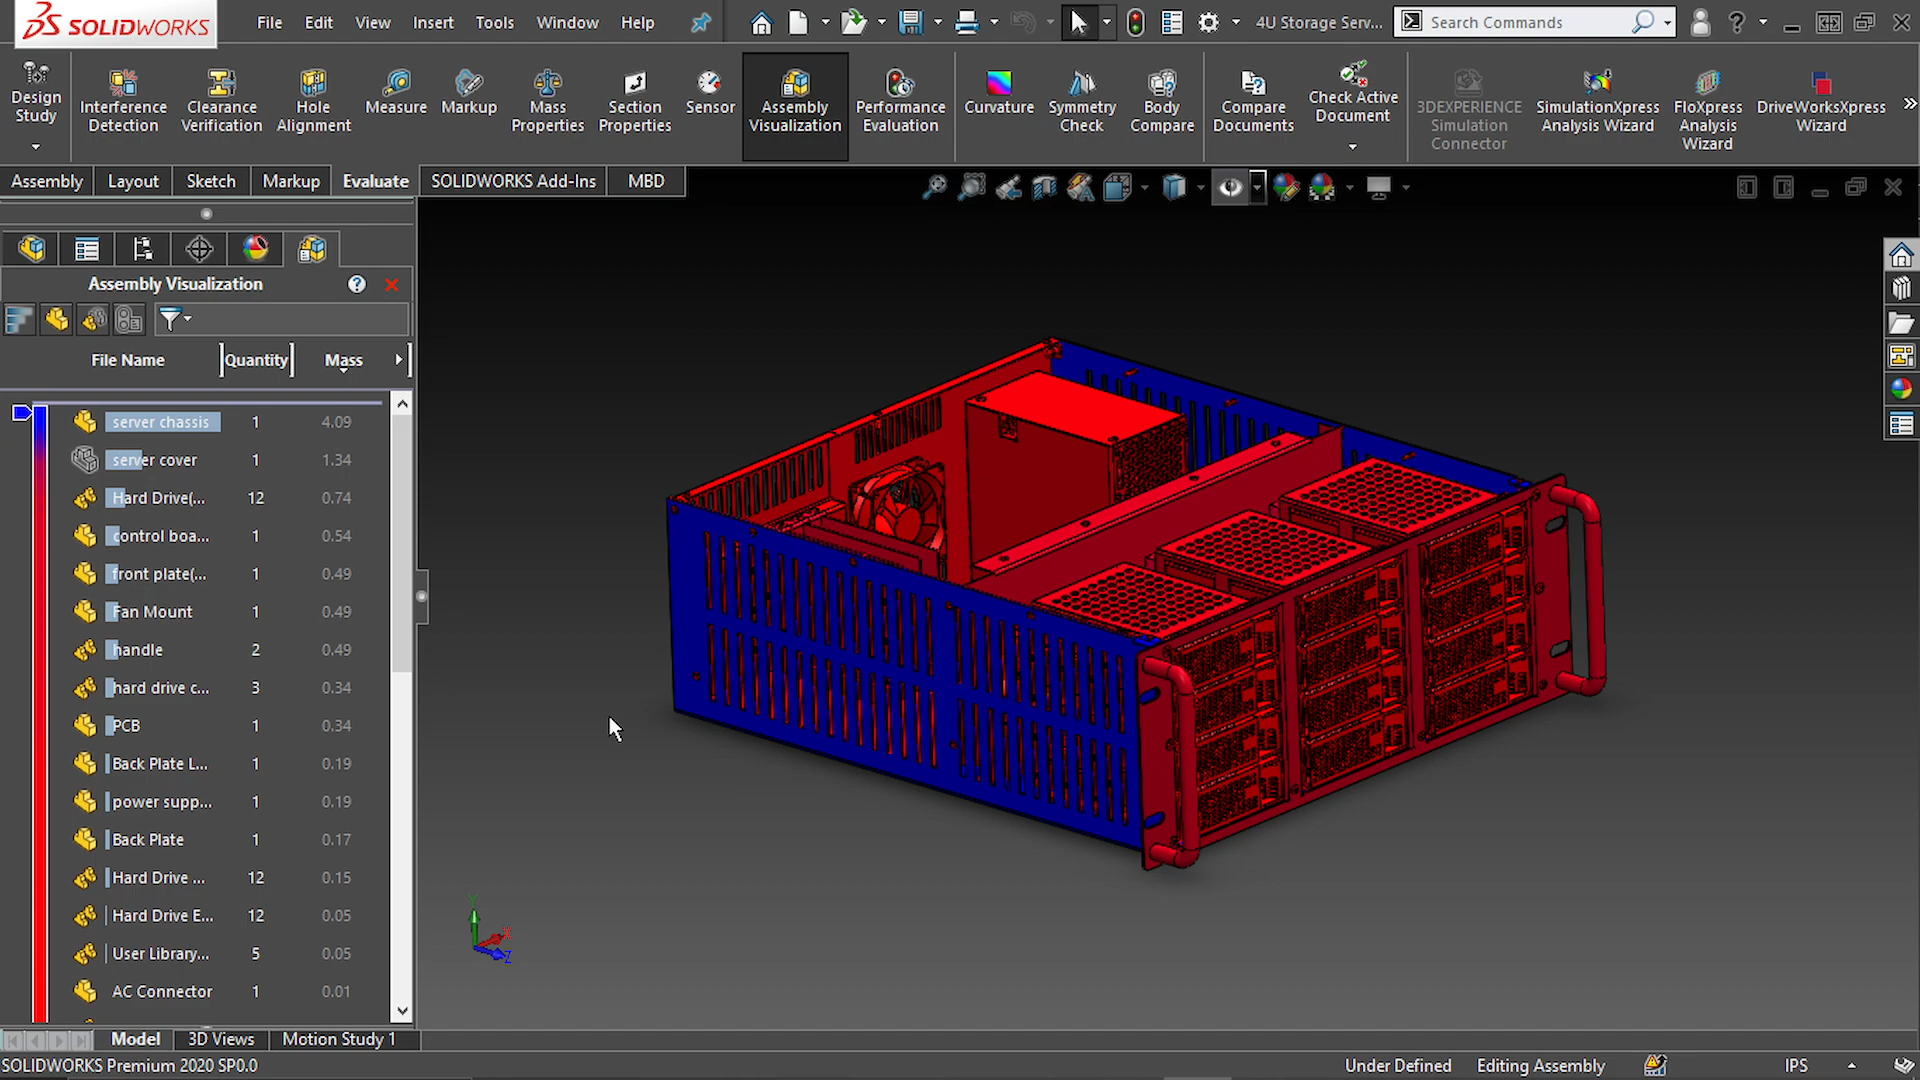 SOLIDWORKS File Edit View Insert Tools Window Help 4U Storage Serv... Search Commands
Design Study
Interference Detection
Clearance Verification
Hole Alignment
Measure
Markup
Mass Properties
Section Properties
Sensor
Assembly Visualization
Performance Evaluation
Curvature
Symmetry Check
Body Compare
Compare Documents
Check Active Document
3DEXPERIENCE Simulation Connector
SimulationXpress Analysis Wizard
FloXpress Analysis Wizard
DriveWorksXpress Wizard
Assembly Layout Sketch Markup Evaluate SOLIDWORKS Add-Ins MBD
Assembly Visualization
File Name Quantity Mass
server chassis 1 4.09
server cover 1 1.34
Hard Drive(... 12 0.74
control boa... 1 0.54
front plate(... 1 0.49
Fan Mount 1 0.49
handle 2 0.49
hard drive c... 3 0.34
PCB 1 0.34
Back Plate L... 1 0.19
power supp... 1 0.19
Back Plate 1 0.17
Hard Drive ... 12 0.15
Hard Drive E... 12 0.05
User Library... 5 0.05
AC Connector 1 0.01
Y
X
Z
Model 3D Views Motion Study 1
SOLIDWORKS Premium 2020 SP0.0 Under Defined Editing Assembly IPS